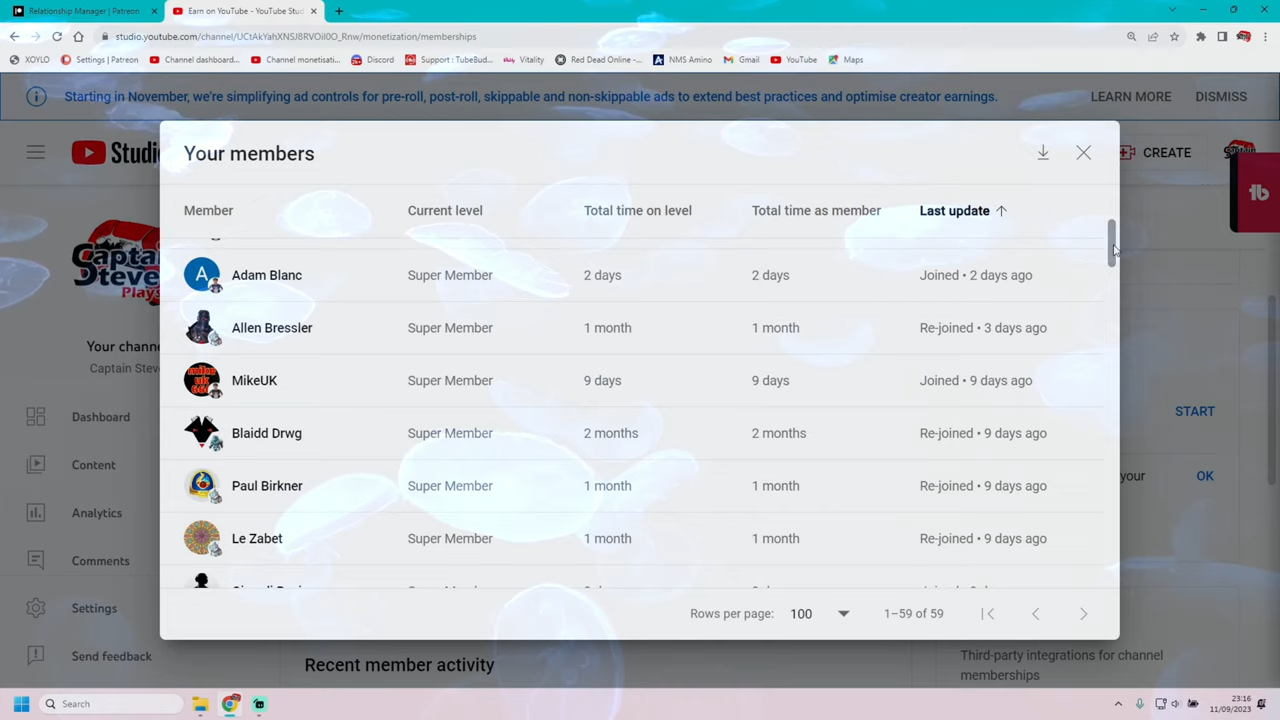 Relationship Manager | Patreon
Earn on YouTube - YouTube Stud
studio.youtube.com/channel/UCtAkYahXNSJ8RVOiI0O_Rnw/monetization/memberships
XOYLO Settings | Patreon Channel dashboard... Channel monetisati... Discord Support : TubeBud... Vitality Red Dead Online -... NMS Amino Gmail YouTube Maps
Starting in November, we're simplifying ad controls for pre-roll, post-roll, skippable and non-skippable ads to extend best practices and optimise creator earnings. LEARN MORE DISMISS
Studio
CREATE
Your members
Member Current level Total time on level Total time as member Last update
Adam Blanc Super Member 2 days 2 days Joined • 2 days ago
Allen Bressler Super Member 1 month 1 month Re-joined • 3 days ago
MikeUK Super Member 9 days 9 days Joined • 9 days ago
Blaidd Drwg Super Member 2 months 2 months Re-joined • 9 days ago
Paul Birkner Super Member 1 month 1 month Re-joined • 9 days ago
Le Zabet Super Member 1 month 1 month Re-joined • 9 days ago
Rows per page: 100 1–59 of 59
Captain
Steve
Plays
Your chann
Captain Steve
Dashboard
Content
Analytics
Comments
Settings
Send feedback
START
your OK
Recent member activity
Third-party integrations for channel
memberships
tb
Search
23:16
11/09/2023